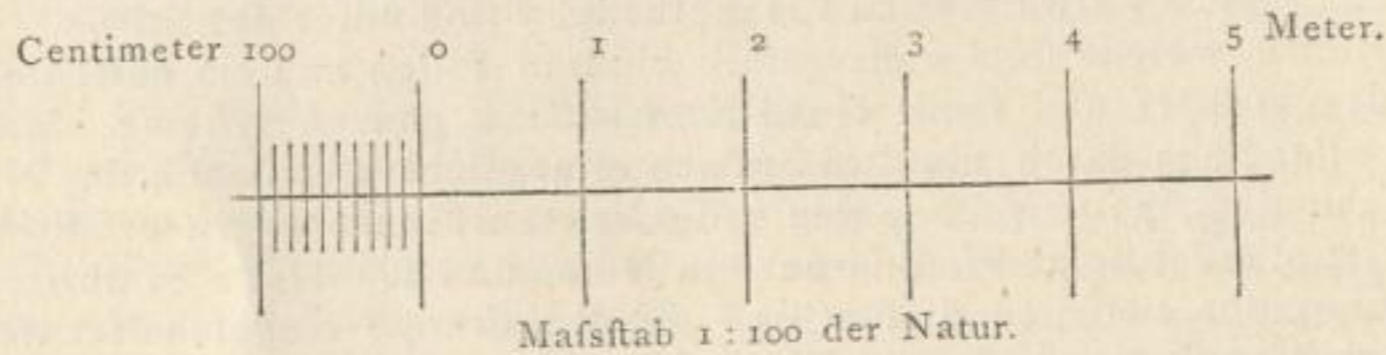 Centimeter 100 0 1 2 3 4 5 Meter.
Maſsſtab 1 : 100 der Natur.